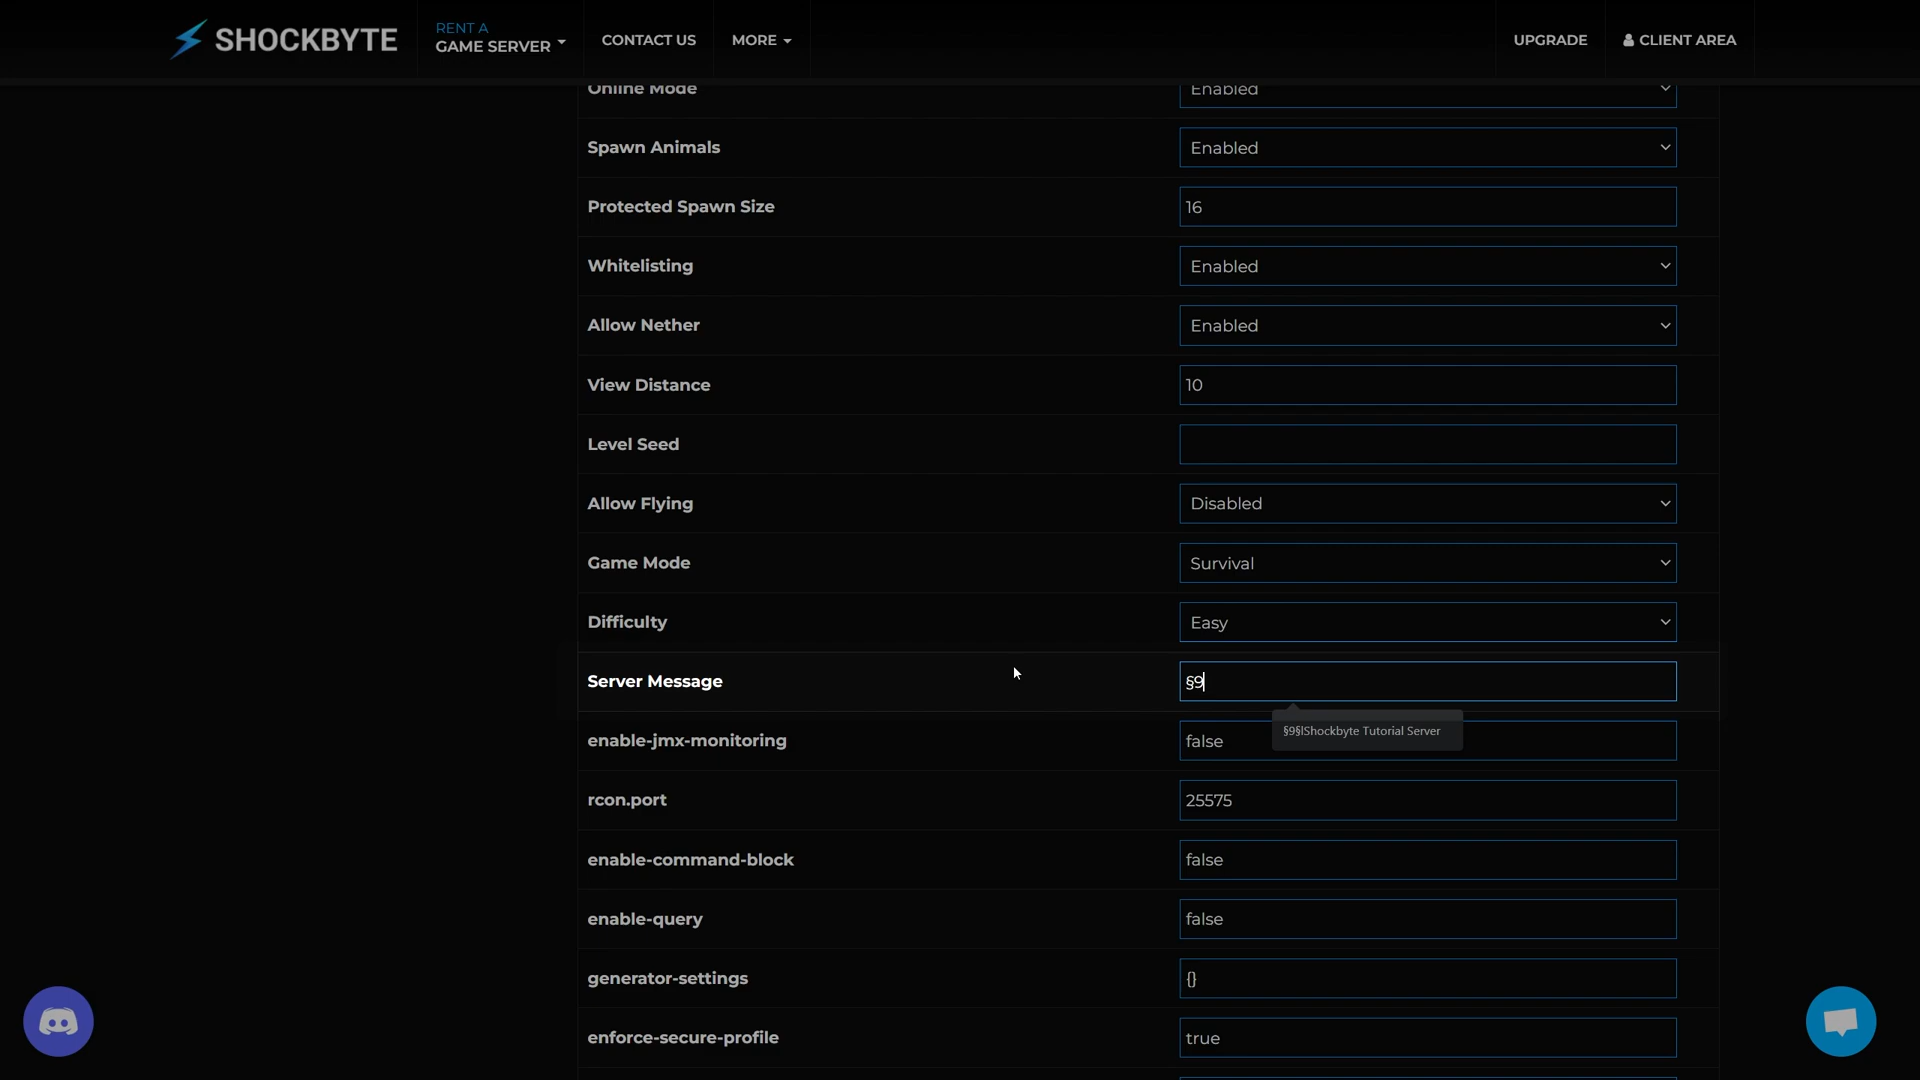 SHOCKBYTE
RENT A
GAME SERVER
CONTACT US
MORE
UPGRADE
CLIENT AREA
Online Mode
Enabled
Spawn Animals
Enabled
Protected Spawn Size
16
Whitelisting
Enabled
Allow Nether
Enabled
View Distance
10
Level Seed
Allow Flying
Disabled
Game Mode
Survival
Difficulty
Easy
Server Message
§9
§9§lShockbyte Tutorial Server
enable-jmx-monitoring
false
rcon.port
25575
enable-command-block
false
enable-query
false
generator-settings
{}
enforce-secure-profile
true